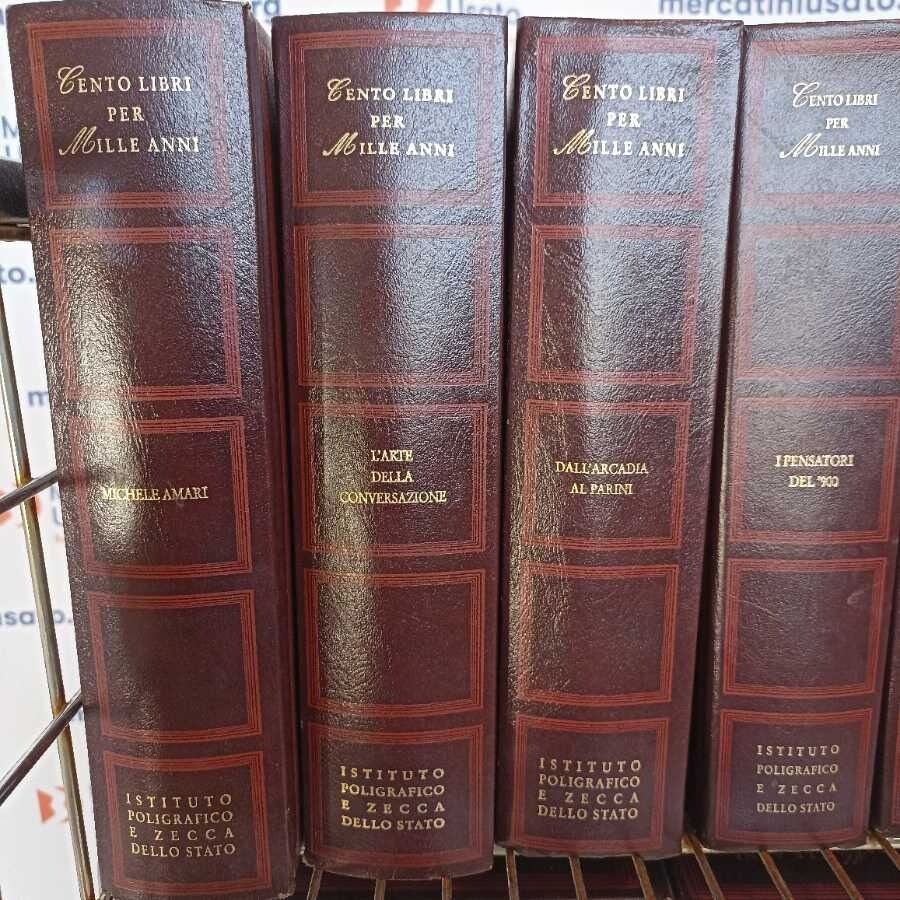 CENTO LIBRI
PER
MILLE ANNI
MICHELE AMARI
ISTITUTO
POLIGRAFICO
E ZECCA
DELLO STATO
CENTO LIBRI
PER
MILLE ANNI
L'ARTE
DELLA
CONVERSAZIONE
ISTITUTO
POLIGRAFICO
E ZECCA
DELLO STATO
CENTO LIBRI
PER
MILLE ANNI
DALL'ARCADIA
AL PARINI
ISTITUTO
POLIGRAFICO
E ZECCA
DELLO STATO
CENTO LIBRI
PER
MILLE ANNI
I PENSATORI
DEL '900
ISTITUTO
POLIGRAFICO
E ZECCA
DELLO STATO
Usato
mercatiniusato.